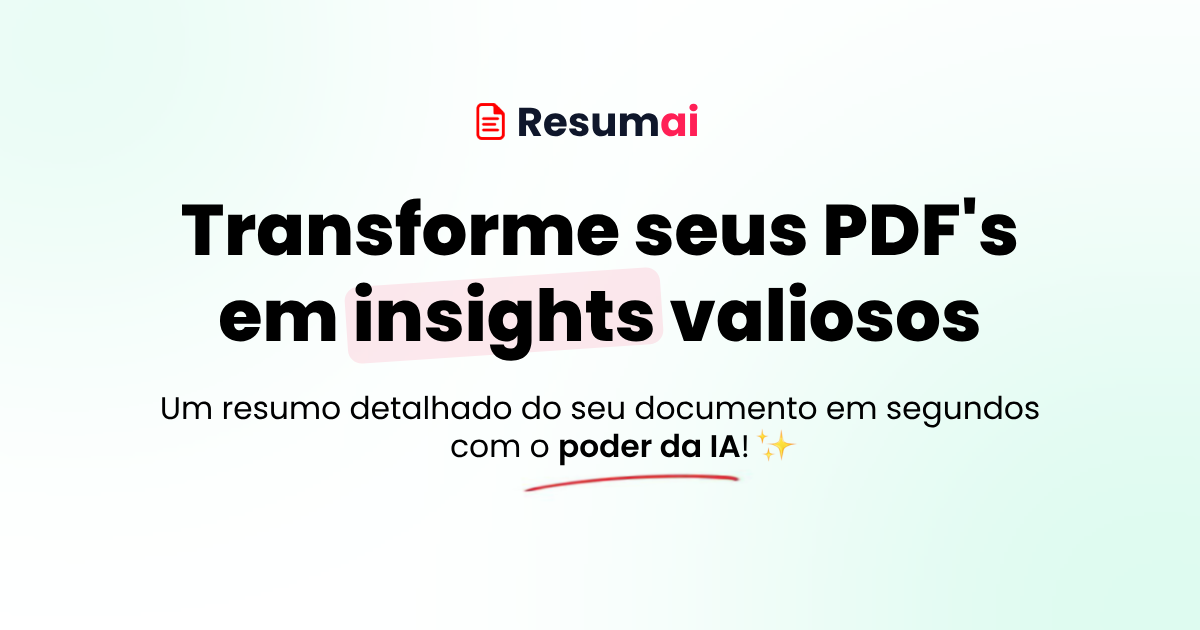 Resumai
Transforme seus PDF's
em insights valiosos
Um resumo detalhado do seu documento em segundos
com o poder da IA! ✨